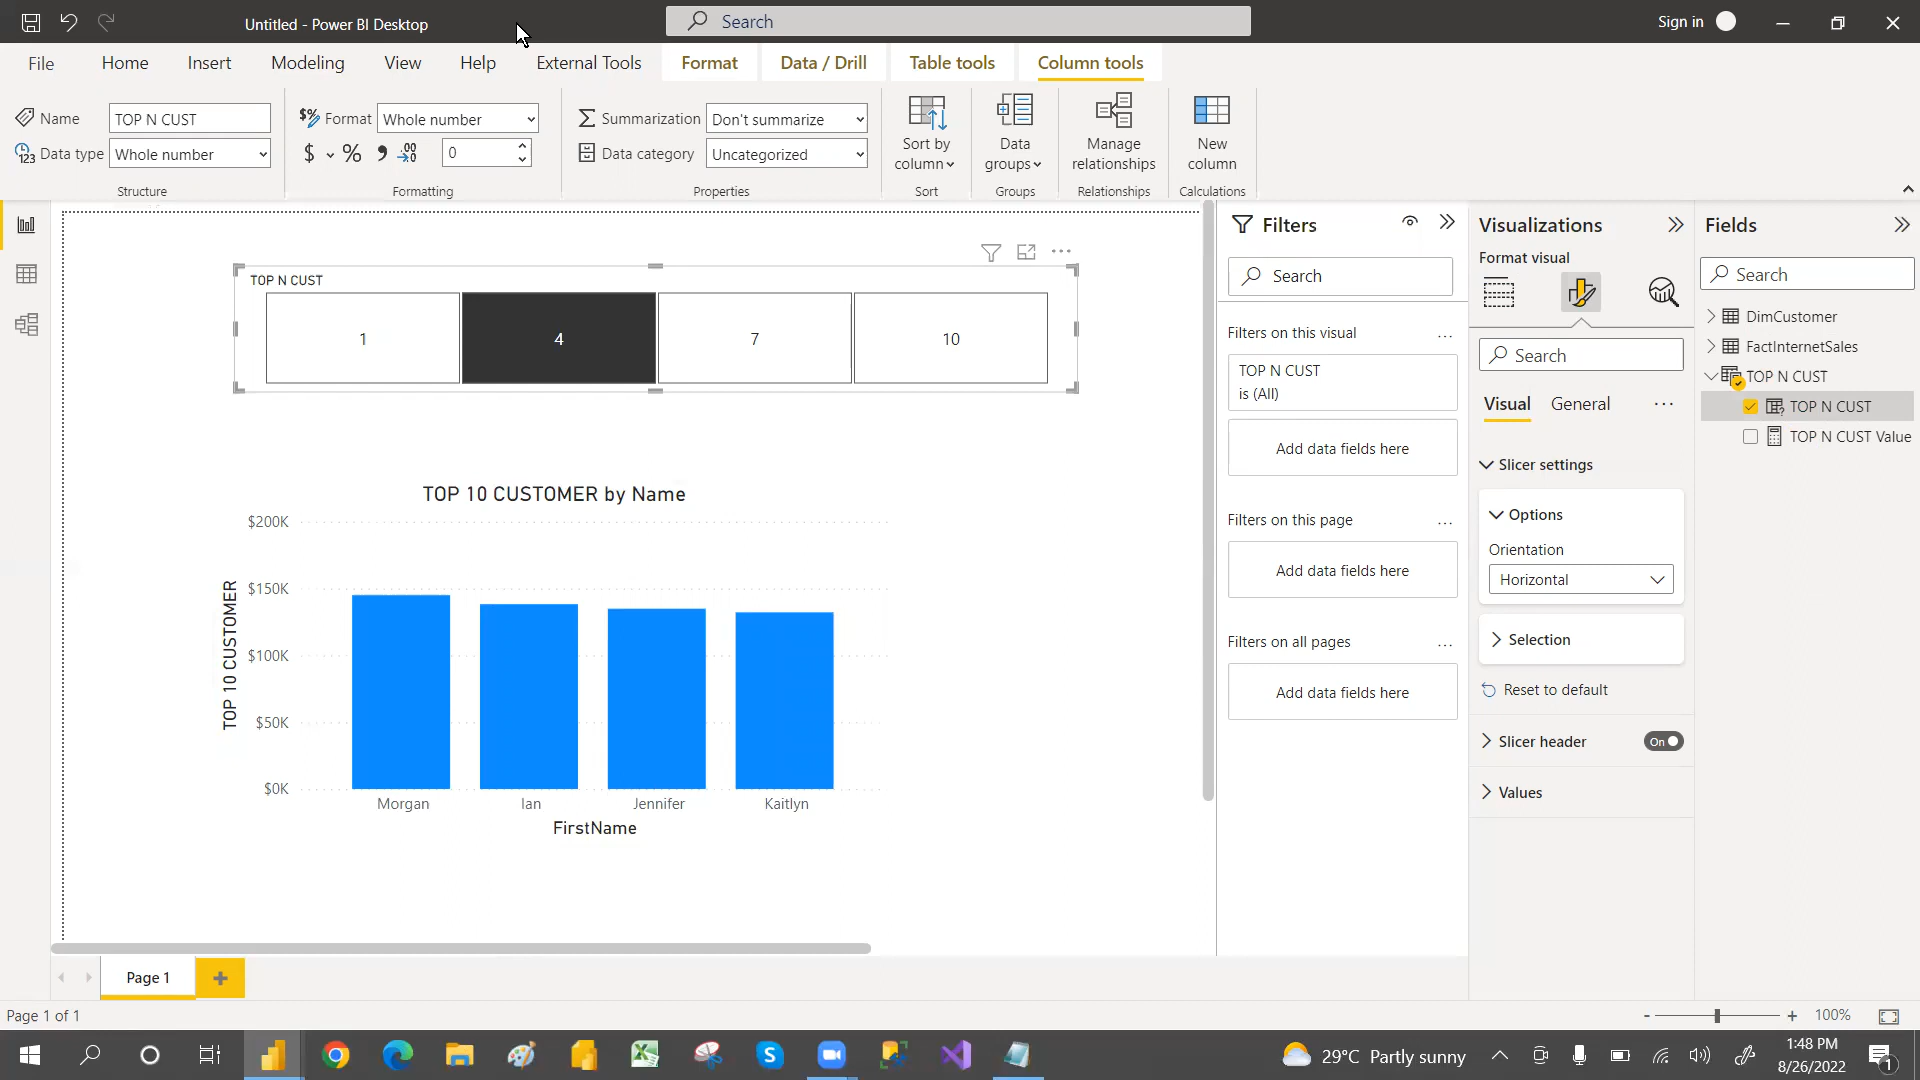 Untitled - Power BI Desktop
Search
Sign in
File
Home
Insert
Modeling
View
Help
External Tools
Format
Data / Drill
Table tools
Column tools
Name
TOP N CUST
Data type
Whole number
Structure
Format
Whole number
$
%
0
Formatting
Summarization
Don't summarize
Data category
Uncategorized
Properties
Sort by
column
Sort
Data
groups
Groups
Manage
relationships
Relationships
New
column
Calculations
TOP N CUST
1
4
7
10
TOP 10 CUSTOMER by Name
$200K
$150K
$100K
$50K
$0K
TOP 10 CUSTOMER
Morgan
Ian
Jennifer
Kaitlyn
FirstName
Filters
Search
Filters on this visual
TOP N CUST
is (All)
Add data fields here
Filters on this page
Add data fields here
Filters on all pages
Add data fields here
Visualizations
Format visual
Search
Visual
General
Slicer settings
Options
Orientation
Horizontal
Selection
Reset to default
Slicer header
On
Values
Fields
Search
DimCustomer
FactInternetSales
TOP N CUST
TOP N CUST
TOP N CUST Value
Page 1
Page 1 of 1
- + 100%
29°C Partly sunny
1:48 PM
8/26/2022
1